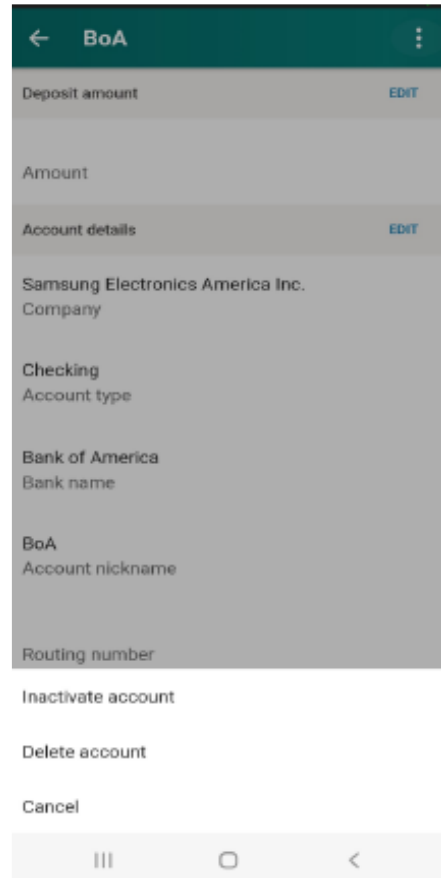 BoA
Deposit amount EDIT
Amount
Account details EDIT
Samsung Electronics America Inc.
Company
Checking
Account type
Bank of America
Bank name
BoA
Account nickname
Routing number
Inactivate account
Delete account
Cancel